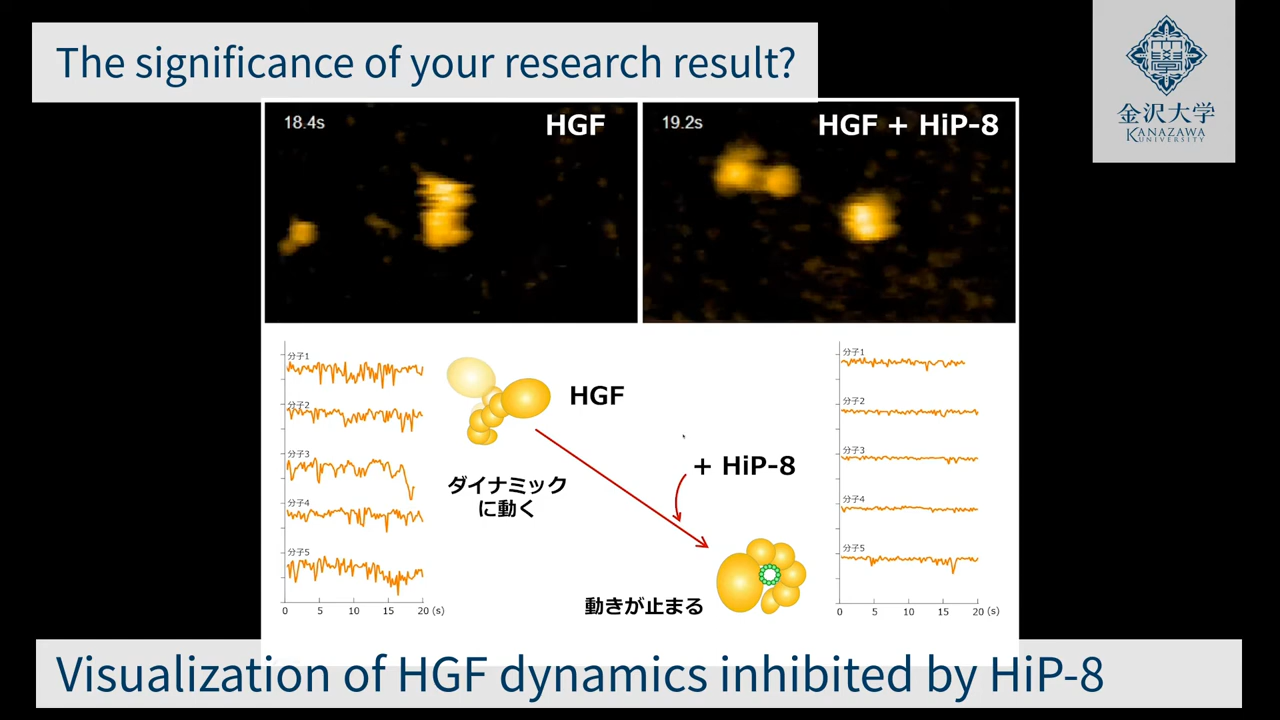 The significance of your research result?
金沢大学
KANAZAWA
UNIVERSITY
18.4s
HGF
19.2s
HGF + HiP-8
分子1
分子2
分子3
分子4
分子5
0 5 10 15 20 (s)
HGF
ダイナミック
に動く
+ HiP-8
動きが止まる
分子1
分子2
分子3
分子4
分子5
0 5 10 15 20 (s)
Visualization of HGF dynamics inhibited by HiP-8